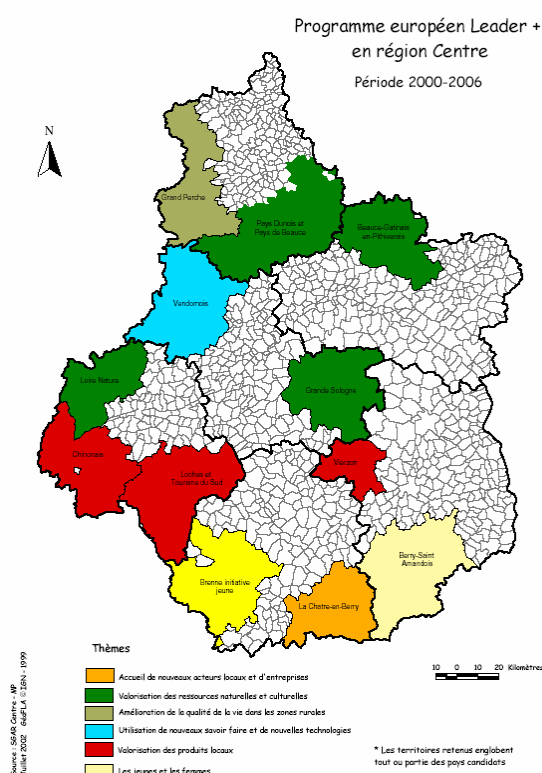 Programme européen Leader +
en région Centre
Période 2000-2006
N
Grand Perche
Pays Dunois et
Pays de Beauce
Beauce-Gatinais
en-Pithiverais
Vendomois
Loire Nature
Grande Sologne
Chinonais
Loches et
Touraine du Sud
Vierzon
Brenne initiative
jeune
Berry-Saint
Amandois
La Chatre-en-Berry
Thèmes
10 0 10 20 Kilomètres
Accueil de nouveaux acteurs locaux et d'entreprises
Valorisation des ressources naturelles et culturelles
Amélioration de la qualité de la vie dans les zones rurales
Utilisation de nouveaux savoir faire et de nouvelles technologies
Valorisation des produits locaux
Les jeunes et les femmes
* Les territoires retenus englobent
tout ou partie des pays candidats
Source : SGAR Centre - MP
Juillet 2002 GéoFLA © IGN - 1999